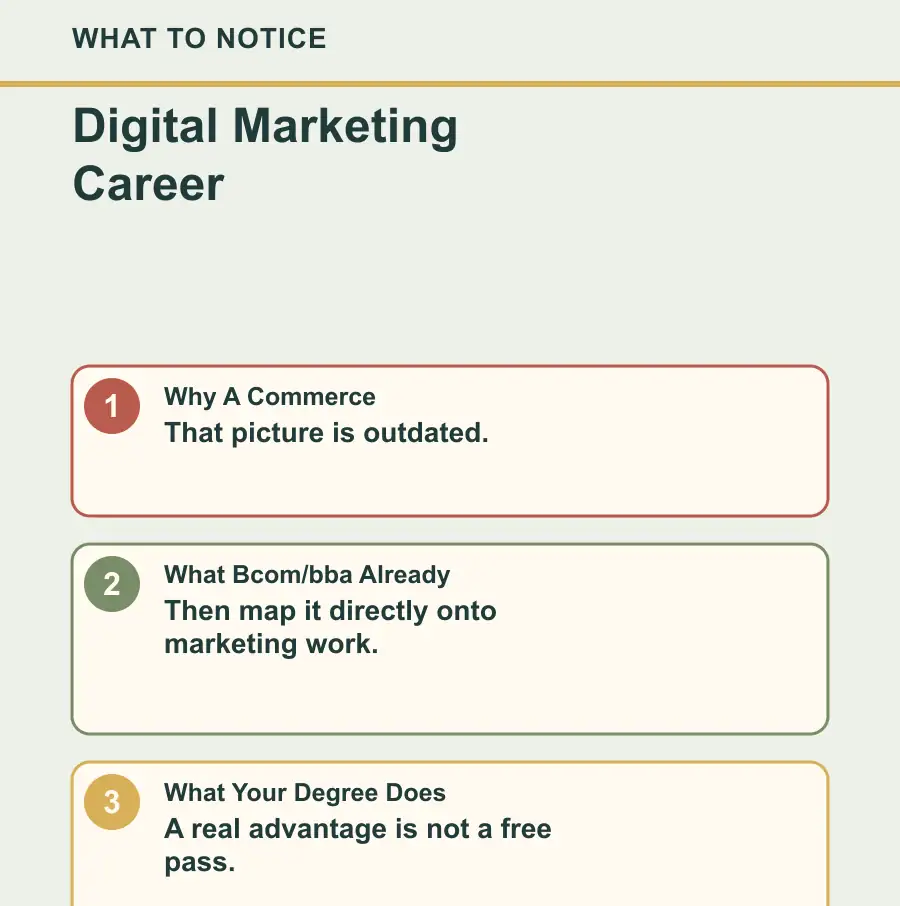 WHAT TO NOTICE
Digital Marketing
Career
1
Why A Commerce
That picture is outdated.
2
What Bcom/bba Already
Then map it directly onto
marketing work.
3
What Your Degree Does
A real advantage is not a free
pass.